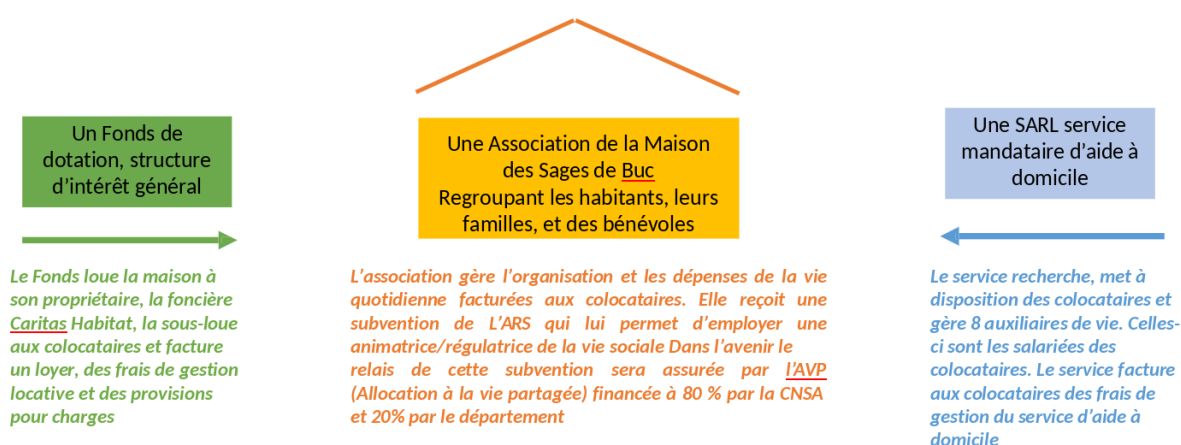 Un Fonds de
dotation, structure
d'intérêt général
Le Fonds loue la maison à
son propriétaire, la foncière
Caritas Habitat, la sous-loue
aux colocataires et facture
un loyer, des frais de gestion
locative et des provisions
pour charges
Une Association de la Maison
des Sages de Buc
Regroupant les habitants, leurs
familles, et des bénévoles
L'association gère l'organisation et les dépenses de la vie
quotidienne facturées aux colocataires. Elle reçoit une
subvention de L'ARS qui lui permet d'employer une
animatrice/régulatrice de la vie sociale Dans l'avenir le
relais de cette subvention sera assurée par l'AVP
(Allocation à la vie partagée) financée à 80 % par la CNSA
et 20% par le département
Une SARL service
mandataire d'aide à
domicile
Le service recherche, met à
disposition des colocataires et
gère 8 auxiliaires de vie. Celles-
ci sont les salariées des
colocataires. Le service facture
aux colocataires des frais de
gestion du service d'aide à
domicile